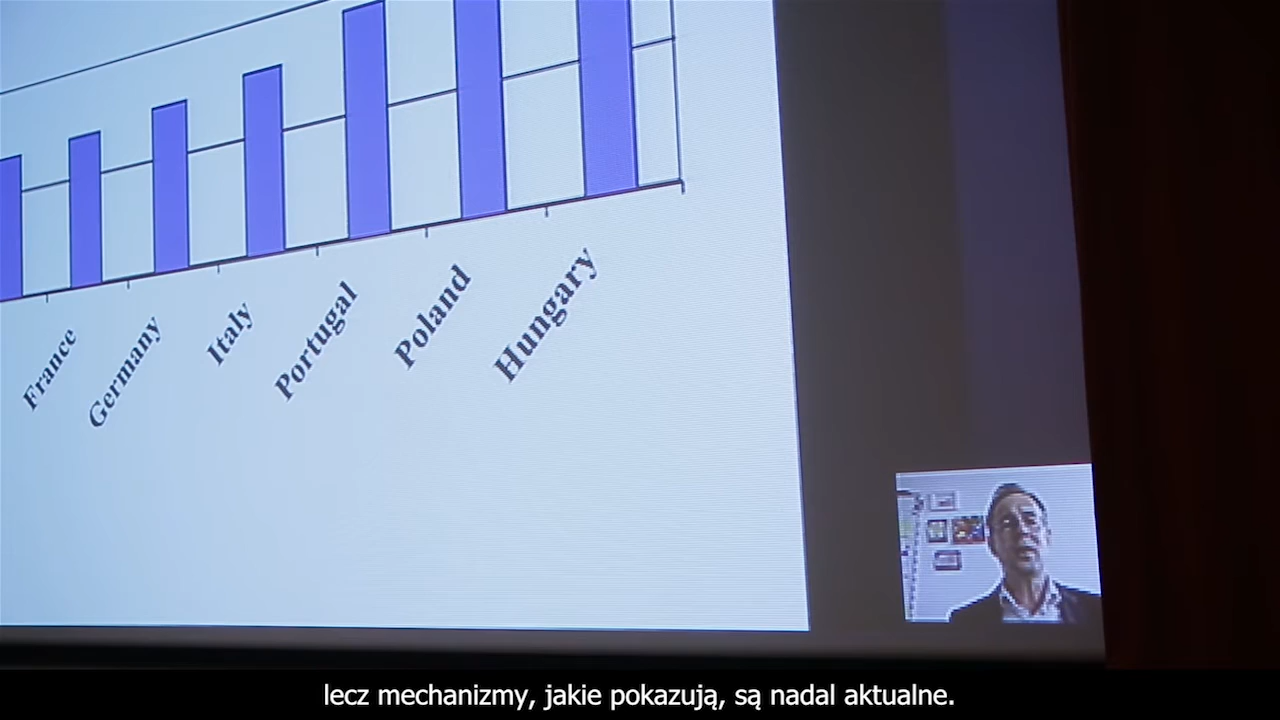 France
Germany
Italy
Portugal
Poland
Hungary
lecz mechanizmy, jakie pokazują, są nadal aktualne.